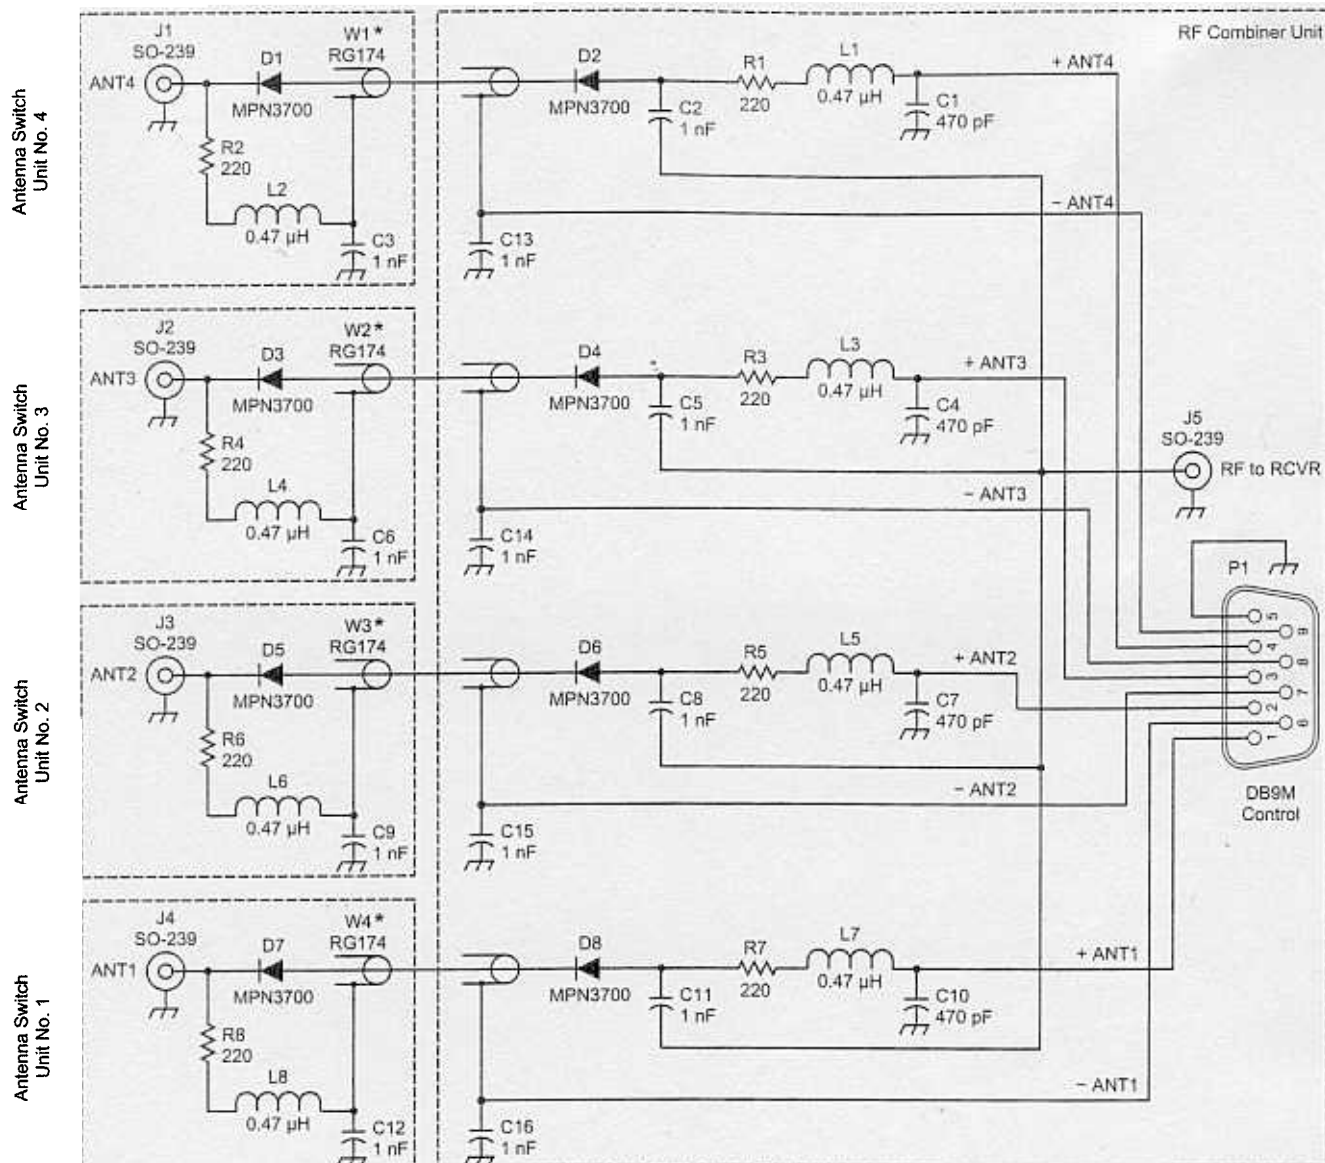 RF Combiner Unit
Antenna Switch
Unit No. 4
J1
SO-239
ANT4
D1
MPN3700
W1*
RG174
R2
220
L2
0.47 µH
C3
1 nF
C13
1 nF
D2
MPN3700
C2
1 nF
R1
220
L1
0.47 µH
C1
470 pF
+ ANT4
− ANT4
Antenna Switch
Unit No. 3
J2
SO-239
ANT3
D3
MPN3700
W2*
RG174
R4
220
L4
0.47 µH
C6
1 nF
C14
1 nF
D4
MPN3700
C5
1 nF
R3
220
L3
0.47 µH
C4
470 pF
+ ANT3
− ANT3
J5
SO-239
RF to RCVR
Antenna Switch
Unit No. 2
J3
SO-239
ANT2
D5
MPN3700
W3*
RG174
R6
220
L6
0.47 µH
C9
1 nF
C15
1 nF
D6
MPN3700
C8
1 nF
R5
220
L5
0.47 µH
C7
470 pF
+ ANT2
− ANT2
P1
5
9
4
8
3
7
2
6
1
DB9M
Control
Antenna Switch
Unit No. 1
J4
SO-239
ANT1
D7
MPN3700
W4*
RG174
R8
220
L8
0.47 µH
C12
1 nF
C16
1 nF
D8
MPN3700
C11
1 nF
R7
220
L7
0.47 µH
C10
470 pF
+ ANT1
− ANT1